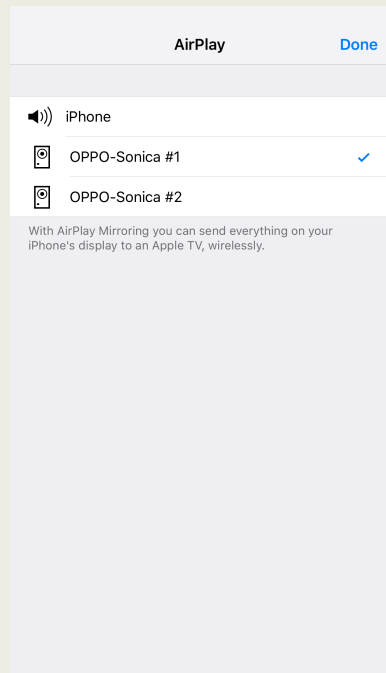 AirPlay Done
iPhone
OPPO-Sonica #1
OPPO-Sonica #2
With AirPlay Mirroring you can send everything on your
iPhone's display to an Apple TV, wirelessly.